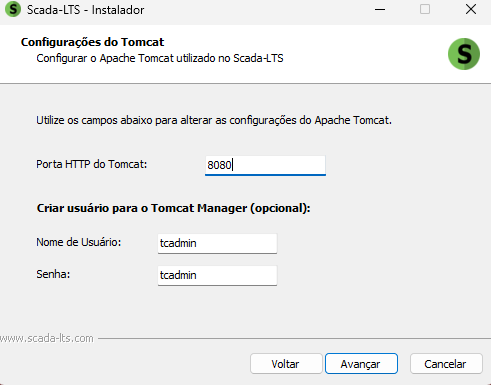 Scada-LTS - Instalador
Configurações do Tomcat
Configurar o Apache Tomcat utilizado no Scada-LTS
S
Utilize os campos abaixo para alterar as configurações do Apache Tomcat.
Porta HTTP do Tomcat: 8080
Criar usuário para o Tomcat Manager (opcional):
Nome de Usuário: tcadmin
Senha: tcadmin
www.scada-lts.com
Voltar Avançar Cancelar